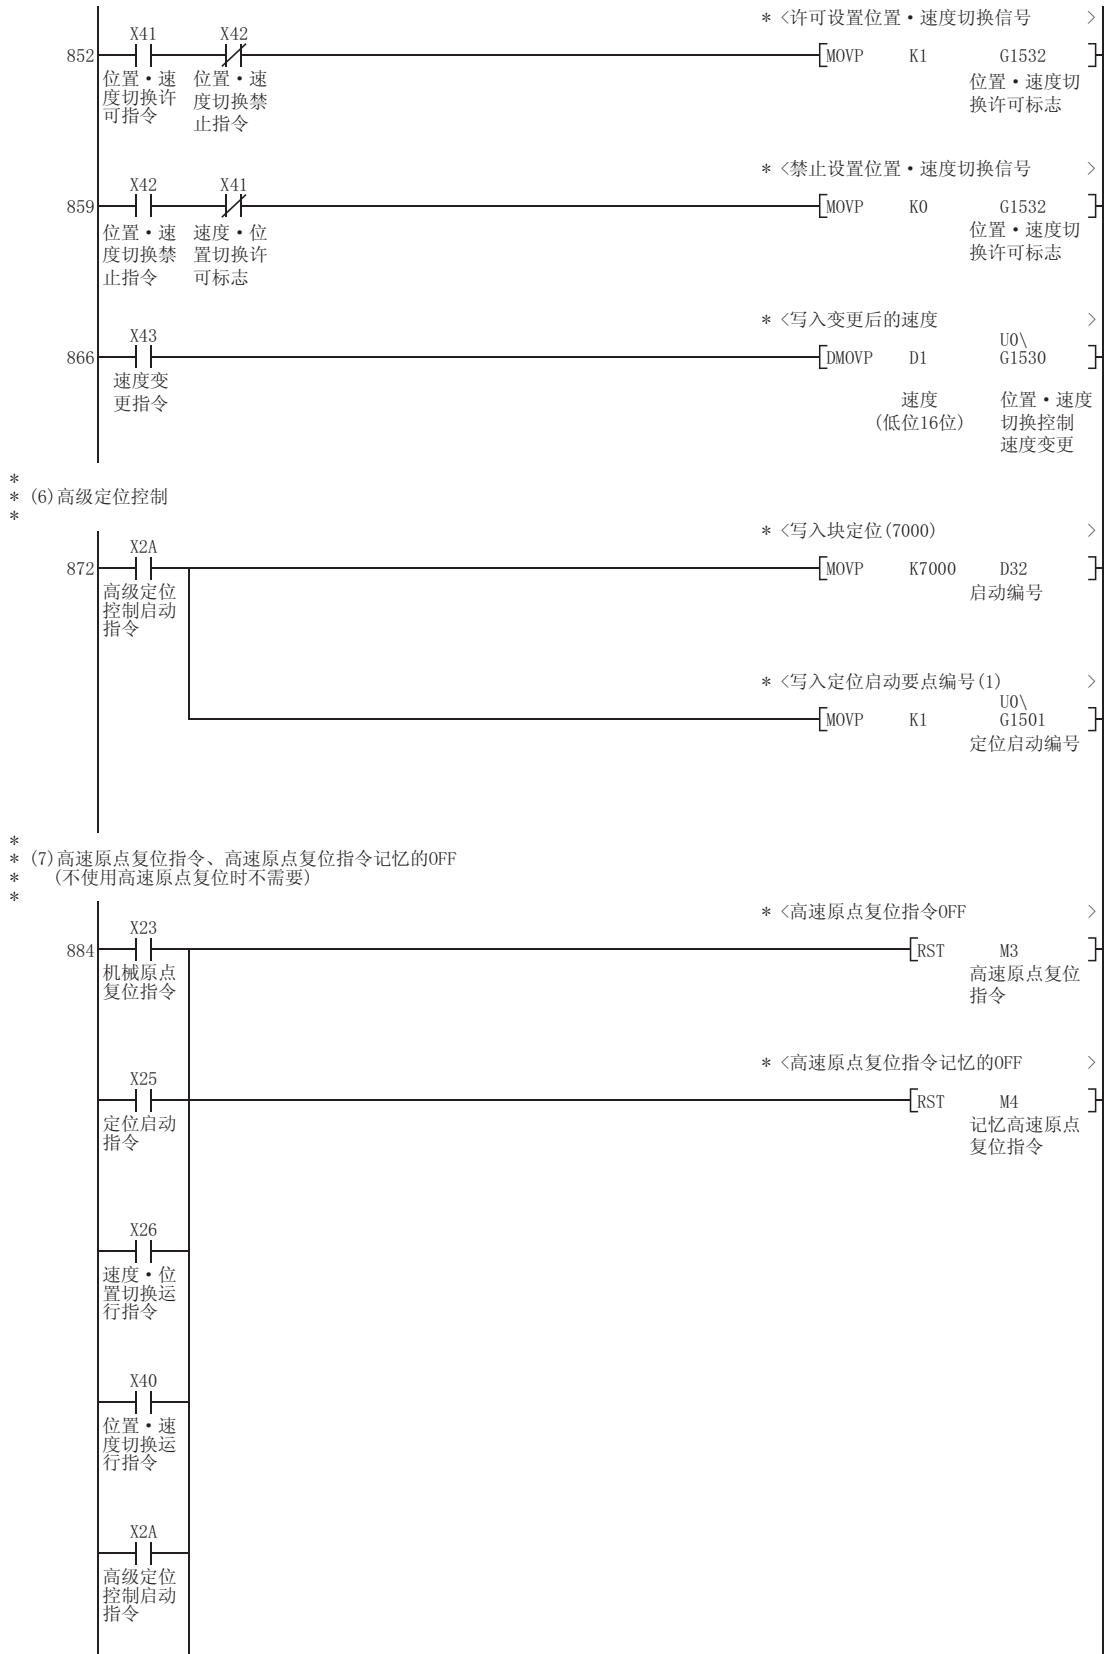 * <许可设置位置・速度切换信号 >
X41 X42
852 MOVP K1 G1532
位置・速度切换许可指令 位置・速度切换禁止指令 位置・速度切换许可标志
* <禁止设置位置・速度切换信号 >
X42 X41
859 MOVP K0 G1532
位置・速度切换禁止指令 速度・位置切换许可标志 位置・速度切换许可标志
* <写入变更后的速度 >
X43 U0\
866 DMOVP D1 G1530
速度变更指令 速度(低位16位) 位置・速度切换控制速度变更
*
* (6)高级定位控制
*
* <写入块定位(7000) >
X2A
872 MOVP K7000 D32
高级定位控制启动指令 启动编号
* <写入定位启动要点编号(1) >
U0\
MOVP K1 G1501
定位启动编号
*
* (7)高速原点复位指令、高速原点复位指令记忆的OFF
* (不使用高速原点复位时不需要)
*
* <高速原点复位指令OFF >
X23
884 RST M3
机械原点复位指令 高速原点复位指令
* <高速原点复位指令记忆的OFF >
X25
RST M4
定位启动指令 记忆高速原点复位指令
X26
速度・位置切换运行指令
X40
位置・速度切换运行指令
X2A
高级定位控制启动指令